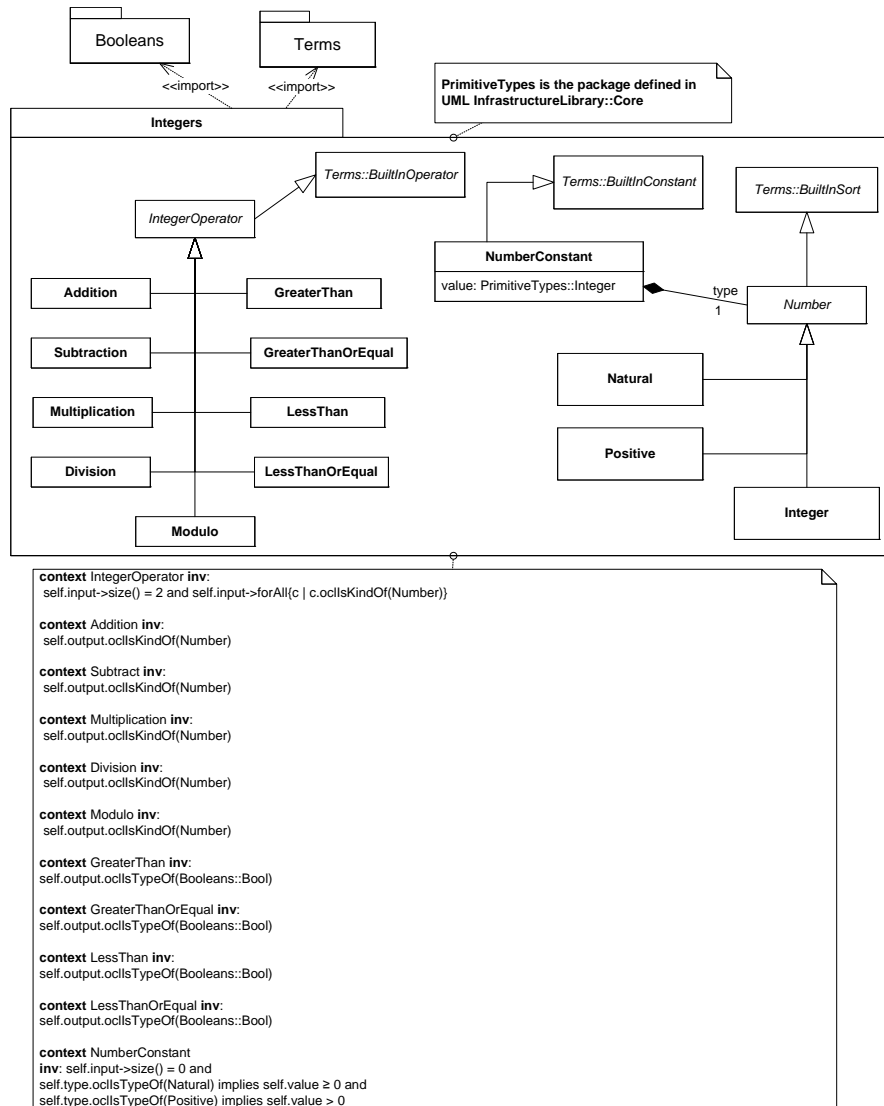 Booleans
Terms
<<import>>
<<import>>
PrimitiveTypes is the package defined in
UML InfrastructureLibrary::Core
Integers
Terms::BuiltInOperator
Terms::BuiltInConstant
Terms::BuiltInSort
IntegerOperator
NumberConstant
value: PrimitiveTypes::Integer
type
1
Number
Addition
GreaterThan
Subtraction
GreaterThanOrEqual
Natural
Multiplication
LessThan
Positive
Division
LessThanOrEqual
Integer
Modulo
context IntegerOperator inv:
self.input->size() = 2 and self.input->forAll{c | c.oclIsKindOf(Number)}
context Addition inv:
self.output.oclIsKindOf(Number)
context Subtract inv:
self.output.oclIsKindOf(Number)
context Multiplication inv:
self.output.oclIsKindOf(Number)
context Division inv:
self.output.oclIsKindOf(Number)
context Modulo inv:
self.output.oclIsKindOf(Number)
context GreaterThan inv:
self.output.oclIsTypeOf(Booleans::Bool)
context GreaterThanOrEqual inv:
self.output.oclIsTypeOf(Booleans::Bool)
context LessThan inv:
self.output.oclIsTypeOf(Booleans::Bool)
context LessThanOrEqual inv:
self.output.oclIsTypeOf(Booleans::Bool)
context NumberConstant
inv: self.input->size() = 0 and
self.type.oclIsTypeOf(Natural) implies self.value ≥ 0 and
self.type.oclIsTypeOf(Positive) implies self.value > 0